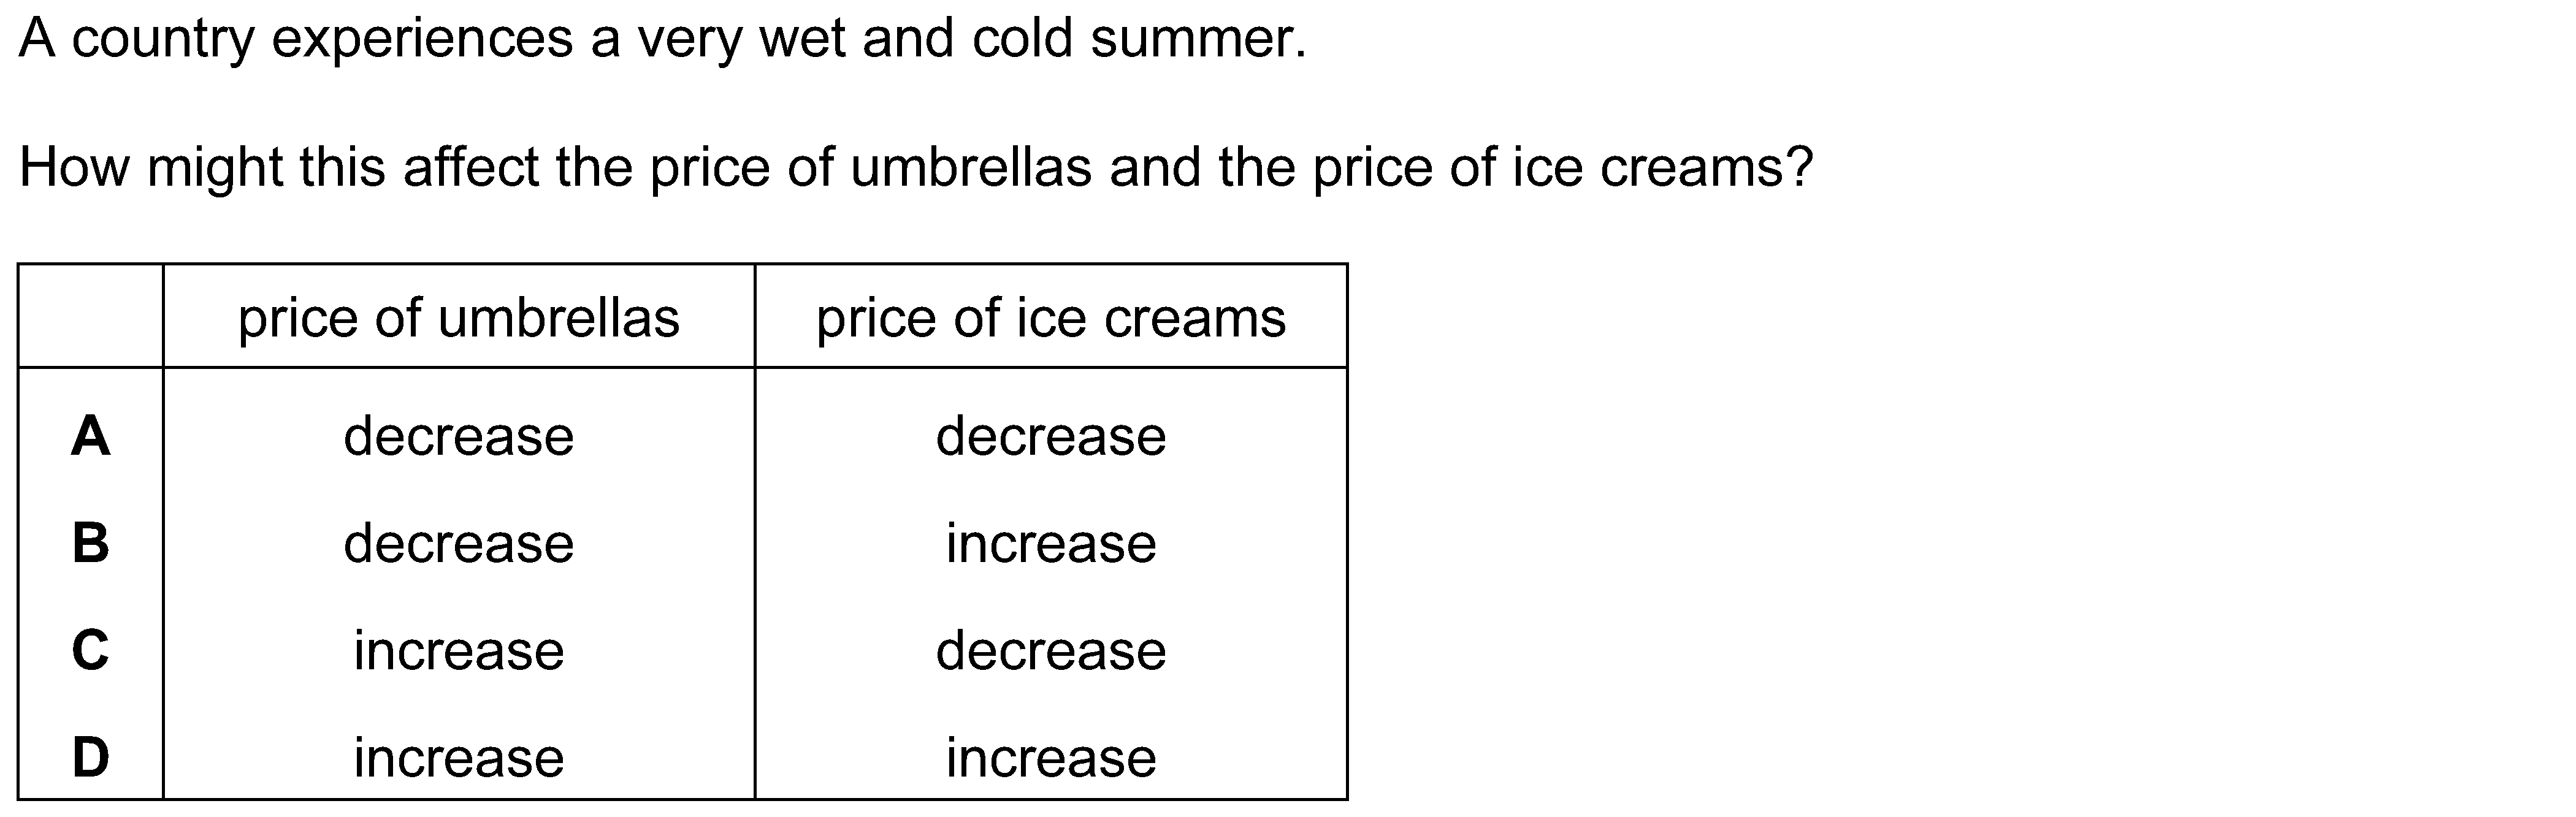 A country experiences a very wet and cold summer.
How might this affect the price of umbrellas and the price of ice creams?
price of umbrellas price of ice creams
A decrease decrease
B decrease increase
C increase decrease
D increase increase